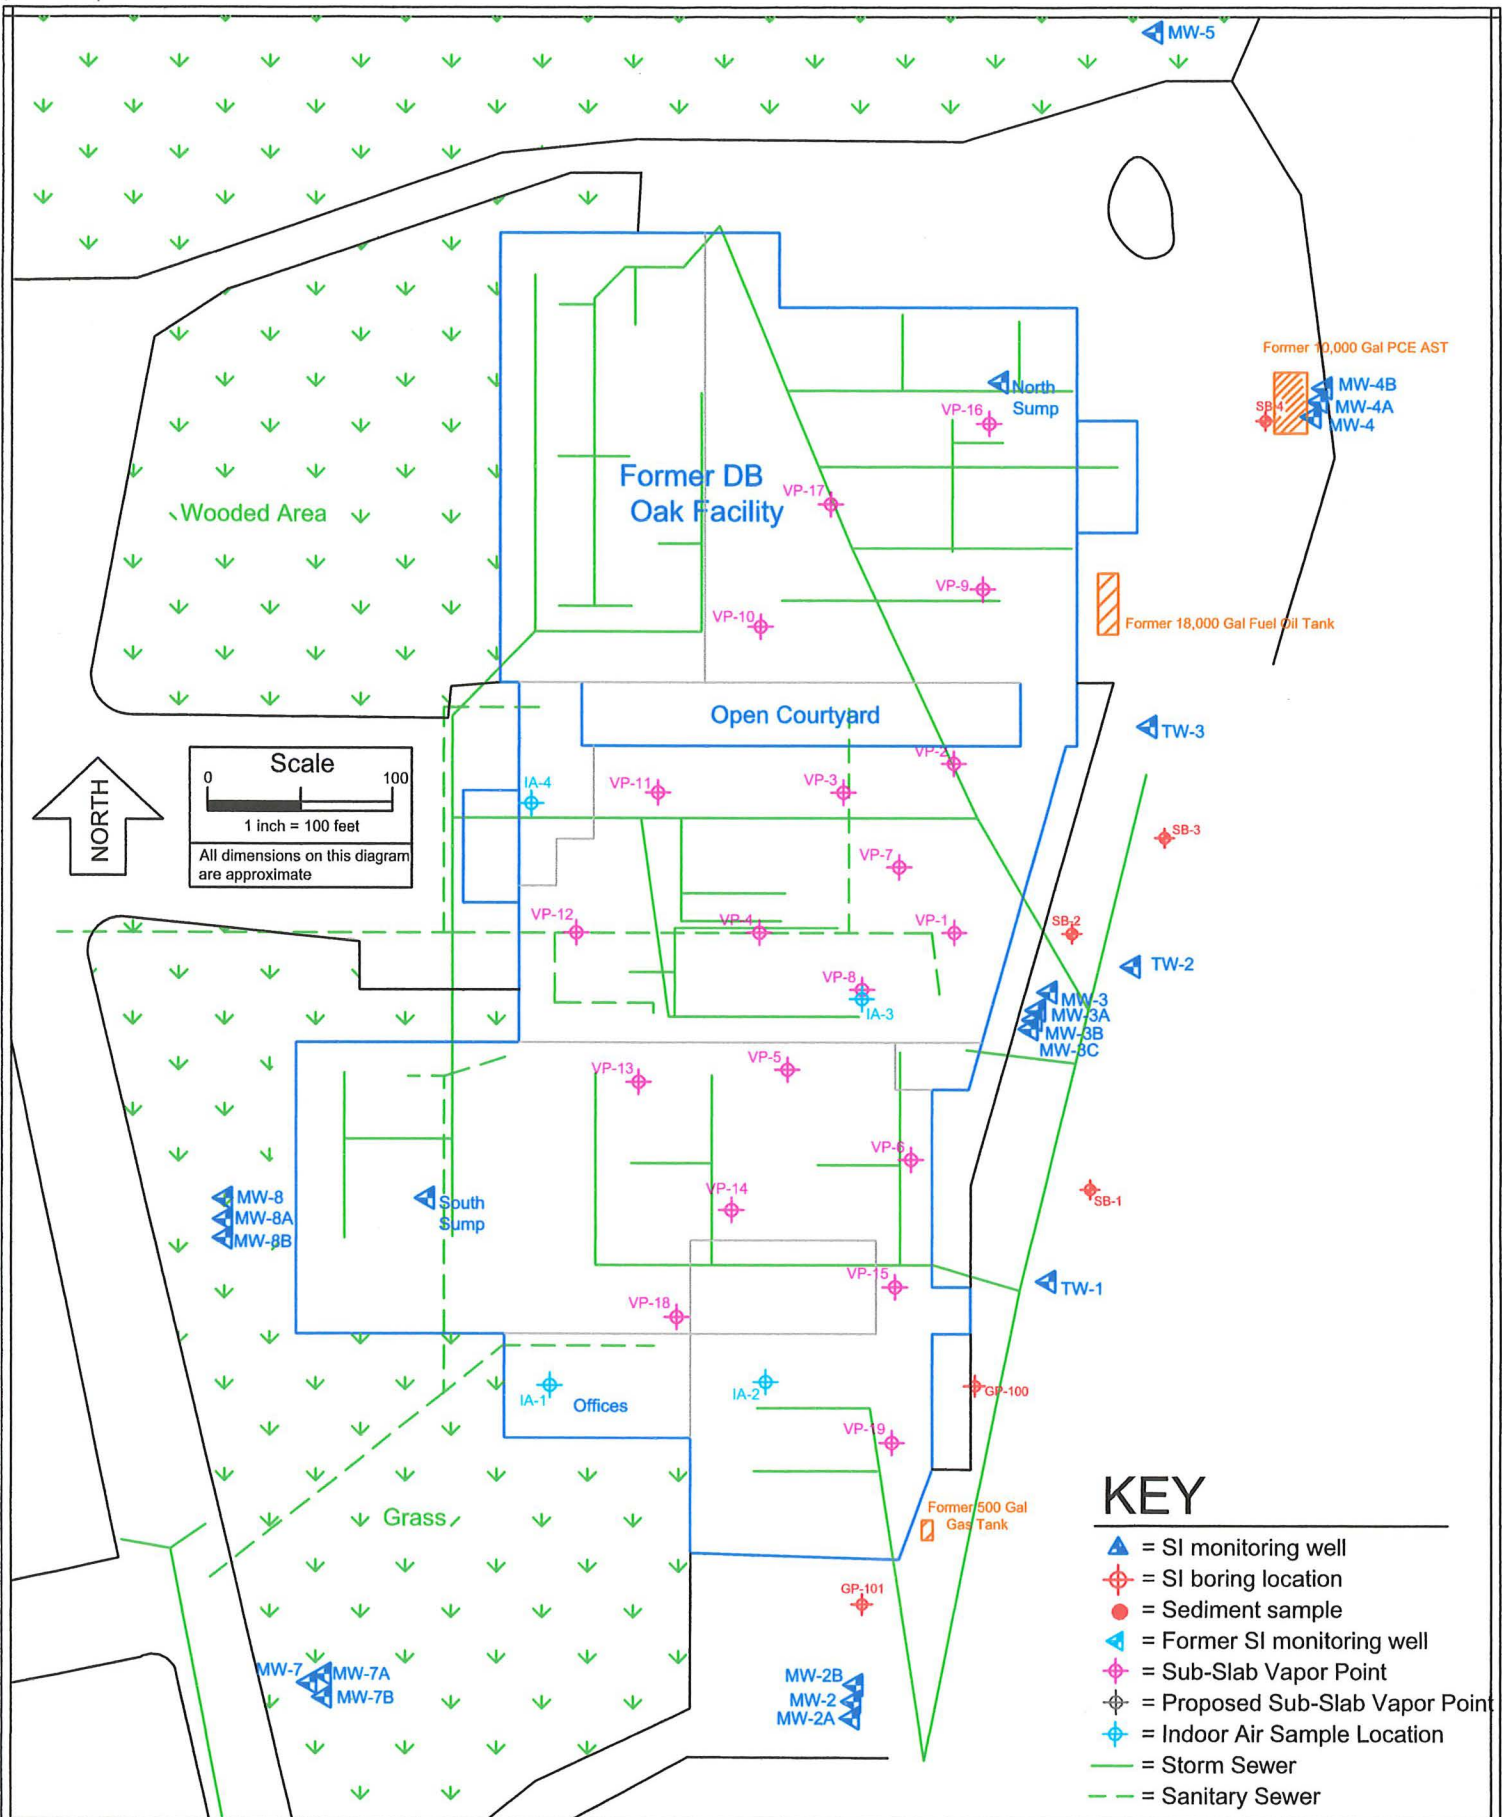 MW-5
Former 10,000 Gal PCE AST
MW-4B
MW-4A
MW-4
SB-4
North
Sump
VP-16
Former DB
Oak Facility
VP-17
Wooded Area
VP-9
VP-10
Former 18,000 Gal Fuel Oil Tank
Open Courtyard
TW-3
VP-2
NORTH
Scale
0 100
1 inch = 100 feet
All dimensions on this diagram
are approximate
IA-4
VP-11
VP-3
SB-3
VP-7
VP-12
VP-4
VP-1
SB-2
TW-2
VP-8
IA-3
MW-3
MW-3A
MW-3B
MW-3C
VP-13
VP-5
VP-6
VP-14
SB-1
MW-8
MW-8A
MW-8B
South
Sump
VP-15
TW-1
VP-18
IA-1
Offices
IA-2
GP-100
VP-19
Grass
Former 500 Gal
Gas Tank
GP-101
MW-7
MW-7A
MW-7B
MW-2B
MW-2
MW-2A
KEY
= SI monitoring well
= SI boring location
= Sediment sample
= Former SI monitoring well
= Sub-Slab Vapor Point
= Proposed Sub-Slab Vapor Point
= Indoor Air Sample Location
= Storm Sewer
= Sanitary Sewer